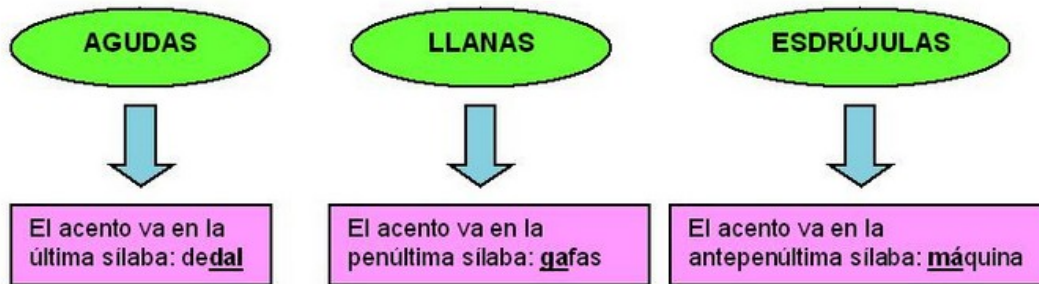 AGUDAS
LLANAS
ESDRÚJULAS
El acento va en la
última sílaba: dedal
El acento va en la
penúltima sílaba: gafas
El acento va en la
antepenúltima sílaba: máquina